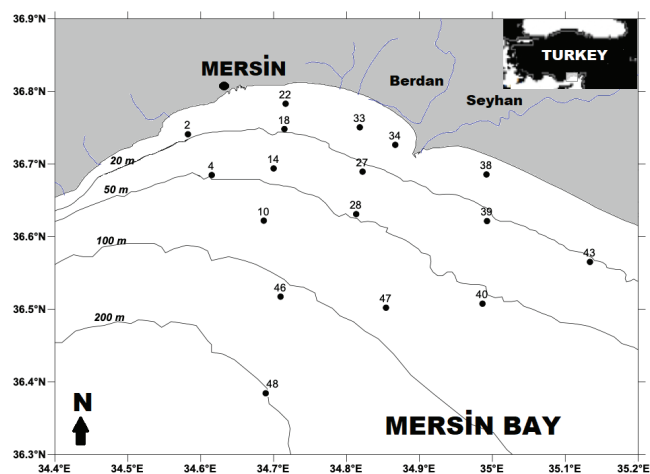 36.9°N
TURKEY
MERSİN
36.8°N
Berdan
Seyhan
22
33
2
18
34
36.7°N
20 m
14
27
38
4
50 m
28
10
39
36.6°N
100 m
43
46
47
40
36.5°N
200 m
36.4°N
48
N
MERSİN BAY
36.3°N
34.4°E 34.5°E 34.6°E 34.7°E 34.8°E 34.9°E 35°E 35.1°E 35.2°E